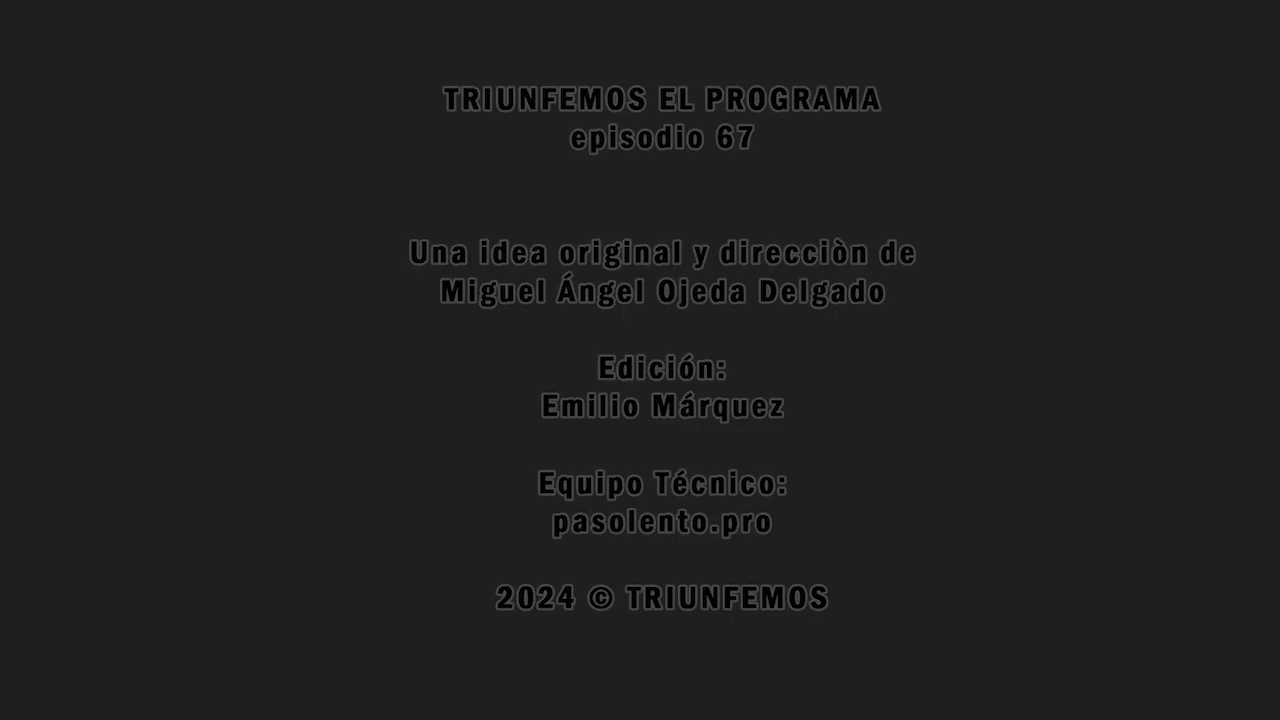 TRIUNFEMOS EL PROGRAMA
episodio 67
Una idea original y direcciòn de
Miguel Ángel Ojeda Delgado
Edición:
Emilio Márquez
Equipo Técnico:
pasolento.pro
2024 © TRIUNFEMOS